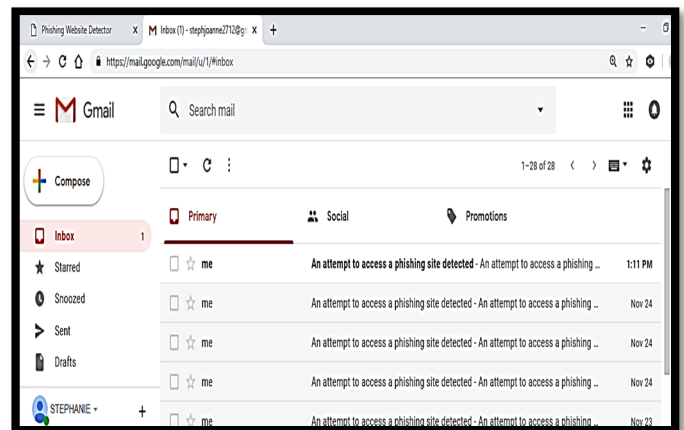 Phishing Website Detector x Inbox (1) - stephjoanne2712@gm x +
https://mail.google.com/mail/u/1/#inbox
Gmail Search mail
Compose 1–28 of 28
Primary Social Promotions
Inbox 1
me An attempt to access a phishing site detected - An attempt to access a phishing ... 1:11 PM
Starred
me An attempt to access a phishing site detected - An attempt to access a phishing ... Nov 24
Snoozed
Sent
me An attempt to access a phishing site detected - An attempt to access a phishing ... Nov 24
Drafts
me An attempt to access a phishing site detected - An attempt to access a phishing ... Nov 24
STEPHANIE
me An attempt to access a phishing site detected - An attempt to access a phishing ... Nov 23